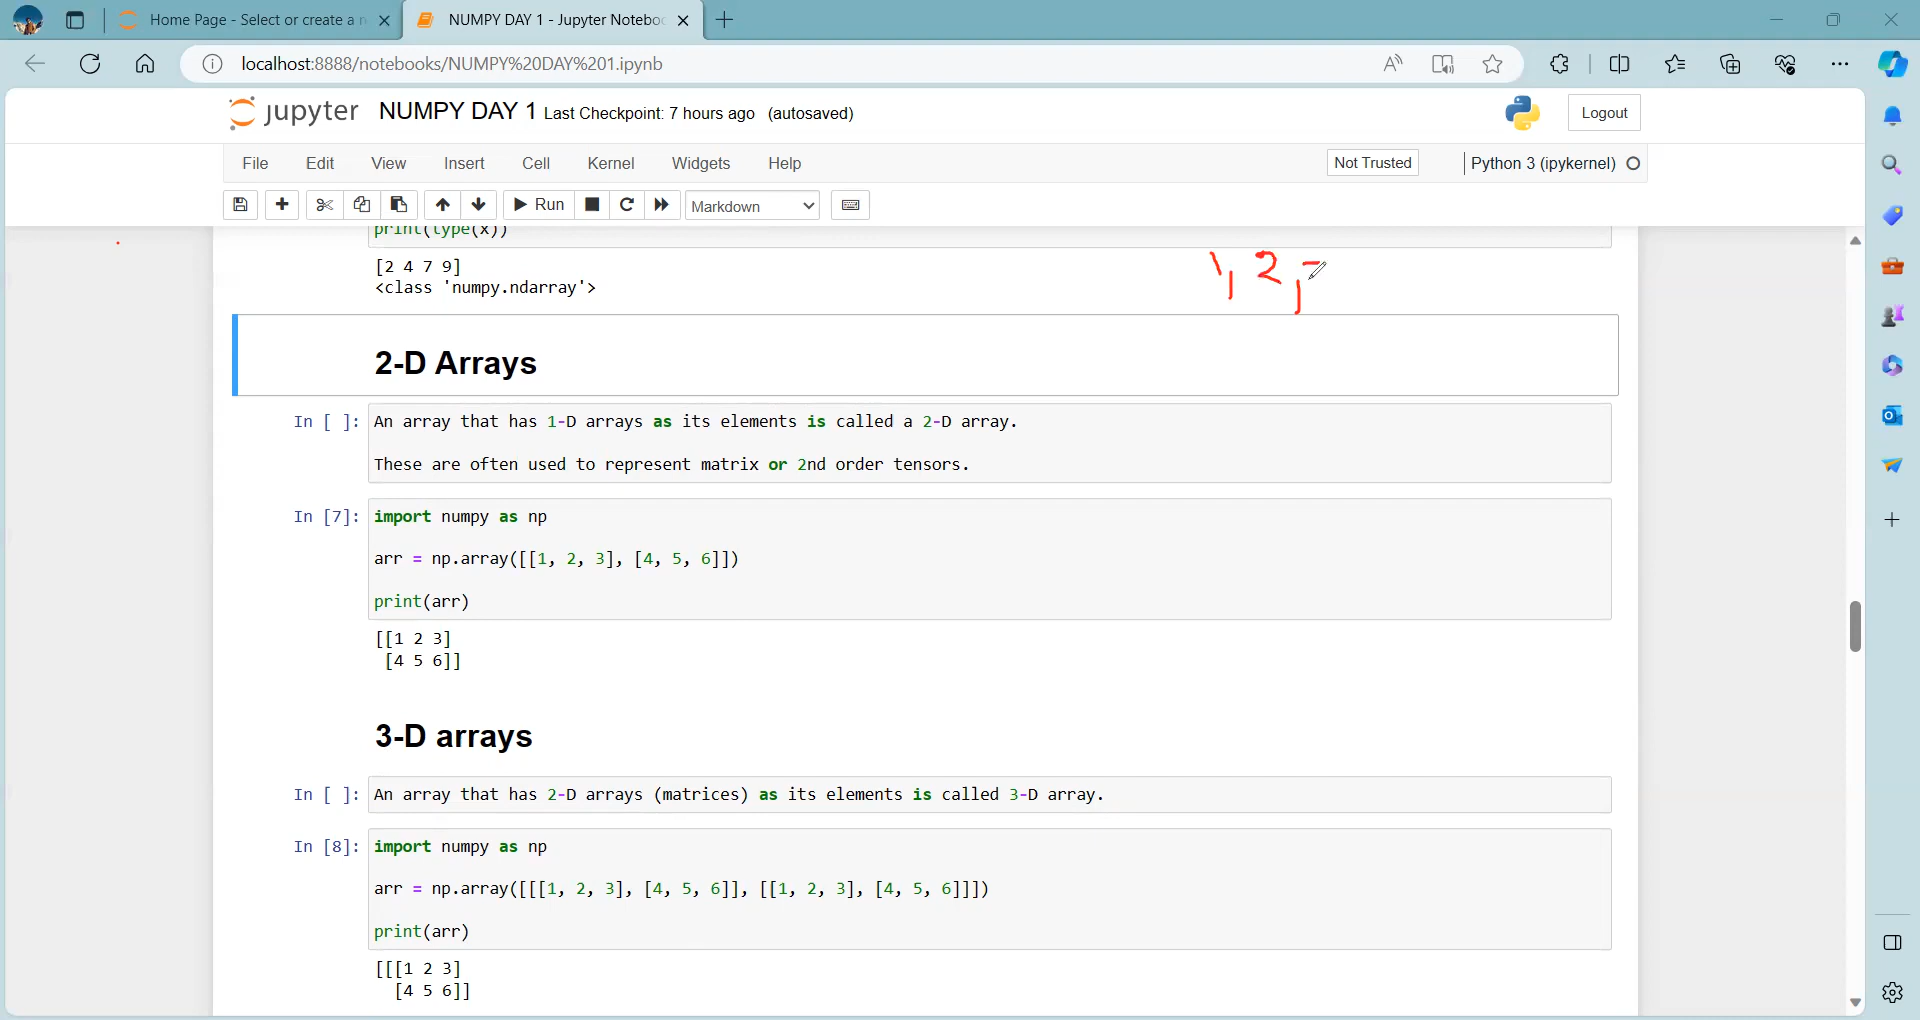 Home Page - Select or create a n
NUMPY DAY 1 - Jupyter Noteboo
localhost:8888/notebooks/NUMPY%20DAY%201.ipynb
jupyter NUMPY DAY 1 Last Checkpoint: 7 hours ago (autosaved)
Logout
File Edit View Insert Cell Kernel Widgets Help
Not Trusted
Python 3 (ipykernel)
Run
Markdown
print(type(x))
[2 4 7 9]
<class 'numpy.ndarray'>
1, 2,
2-D Arrays
In [ ]: An array that has 1-D arrays as its elements is called a 2-D array.
These are often used to represent matrix or 2nd order tensors.
In [7]: import numpy as np
arr = np.array([[1, 2, 3], [4, 5, 6]])
print(arr)
[[1 2 3]
[4 5 6]]
3-D arrays
In [ ]: An array that has 2-D arrays (matrices) as its elements is called 3-D array.
In [8]: import numpy as np
arr = np.array([[[1, 2, 3], [4, 5, 6]], [[1, 2, 3], [4, 5, 6]]])
print(arr)
[[[1 2 3]
[4 5 6]]